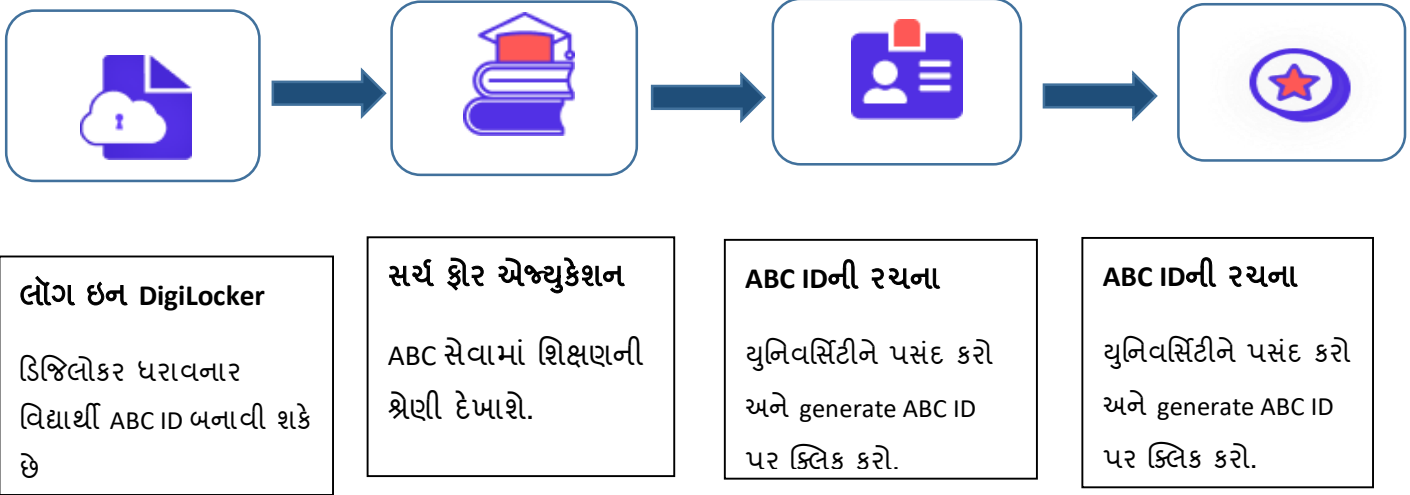 લૉગ ઇન DigiLocker
ડિજિલોકર ધરાવનાર
વિદ્યાર્થી ABC ID બનાવી શકે
છે
સર્ચ ફોર એજ્યુકેશન
ABC સેવામાં શિક્ષણની
શ્રેણી દેખાશે.
ABC IDની રચના
યુનિવર્સિટીને પસંદ કરો
અને generate ABC ID
પર ક્લિક કરો.
ABC IDની રચના
યુનિવર્સિટીને પસંદ કરો
અને generate ABC ID
પર ક્લિક કરો.